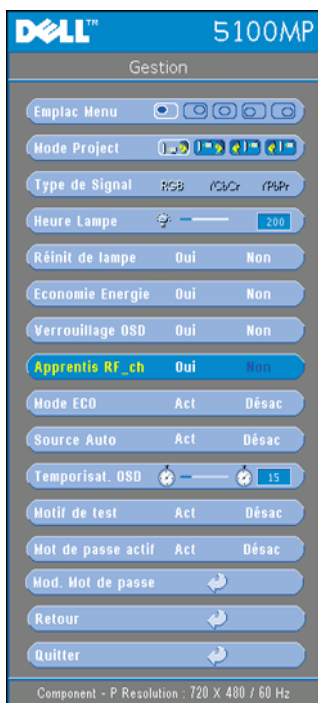 DELL™ 5100MP
Gestion
Emplac Menu
Mode Project
Type de Signal RGB /CbCr /PbPr
Heure Lampe 200
Réinit de lampe Oui Non
Economie Energie Oui Non
Verrouillage OSD Oui Non
Apprentis RF_ch Oui Non
Mode ECO Act Désac
Source Auto Act Désac
Temporisat. OSD 15
Motif de test Act Désac
Mot de passe actif Act Désac
Mod. Mot de passe
Retour
Quitter
Component - P Resolution : 720 X 480 / 60 Hz